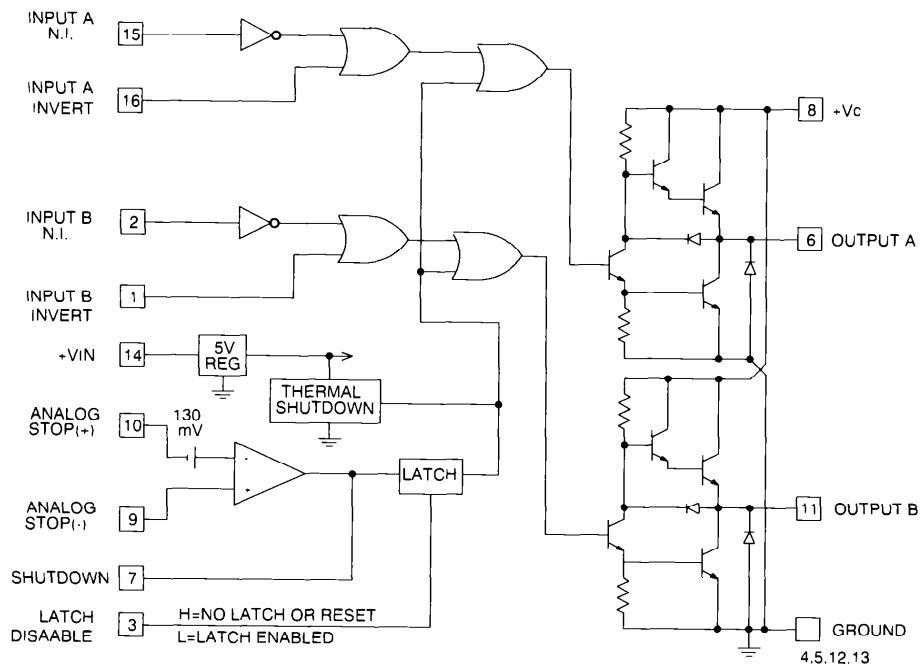 INPUT A
N.I.
15
INPUT A
INVERT
16
8
+Vc
INPUT B
N.I.
2
6
OUTPUT A
INPUT B
INVERT
1
+VIN
14
5V
REG
THERMAL
SHUTDOWN
ANALOG
STOP(+)
10
130
mV
-
+
LATCH
ANALOG
STOP(-)
9
11
OUTPUT B
SHUTDOWN
7
LATCH
DISAABLE
3
H=NO LATCH OR RESET
L=LATCH ENABLED
GROUND
4,5,12,13